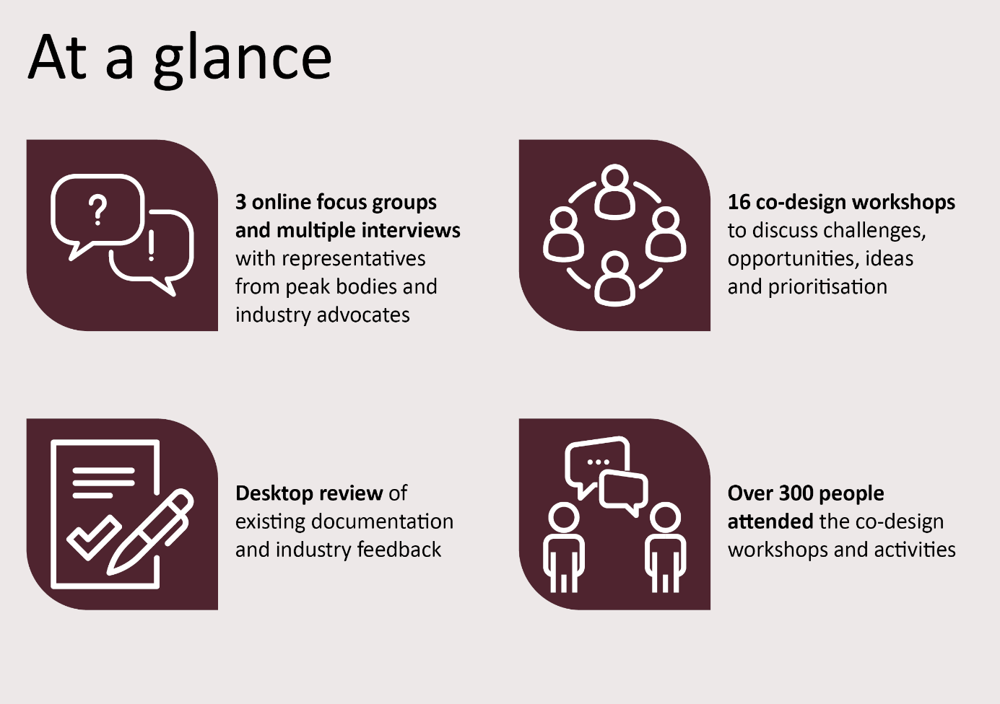 At a glance
3 online focus groups
and multiple interviews
with representatives
from peak bodies and
industry advocates
16 co-design workshops
to discuss challenges,
opportunities, ideas
and prioritisation
Desktop review of
existing documentation
and industry feedback
Over 300 people
attended the co-design
workshops and activities